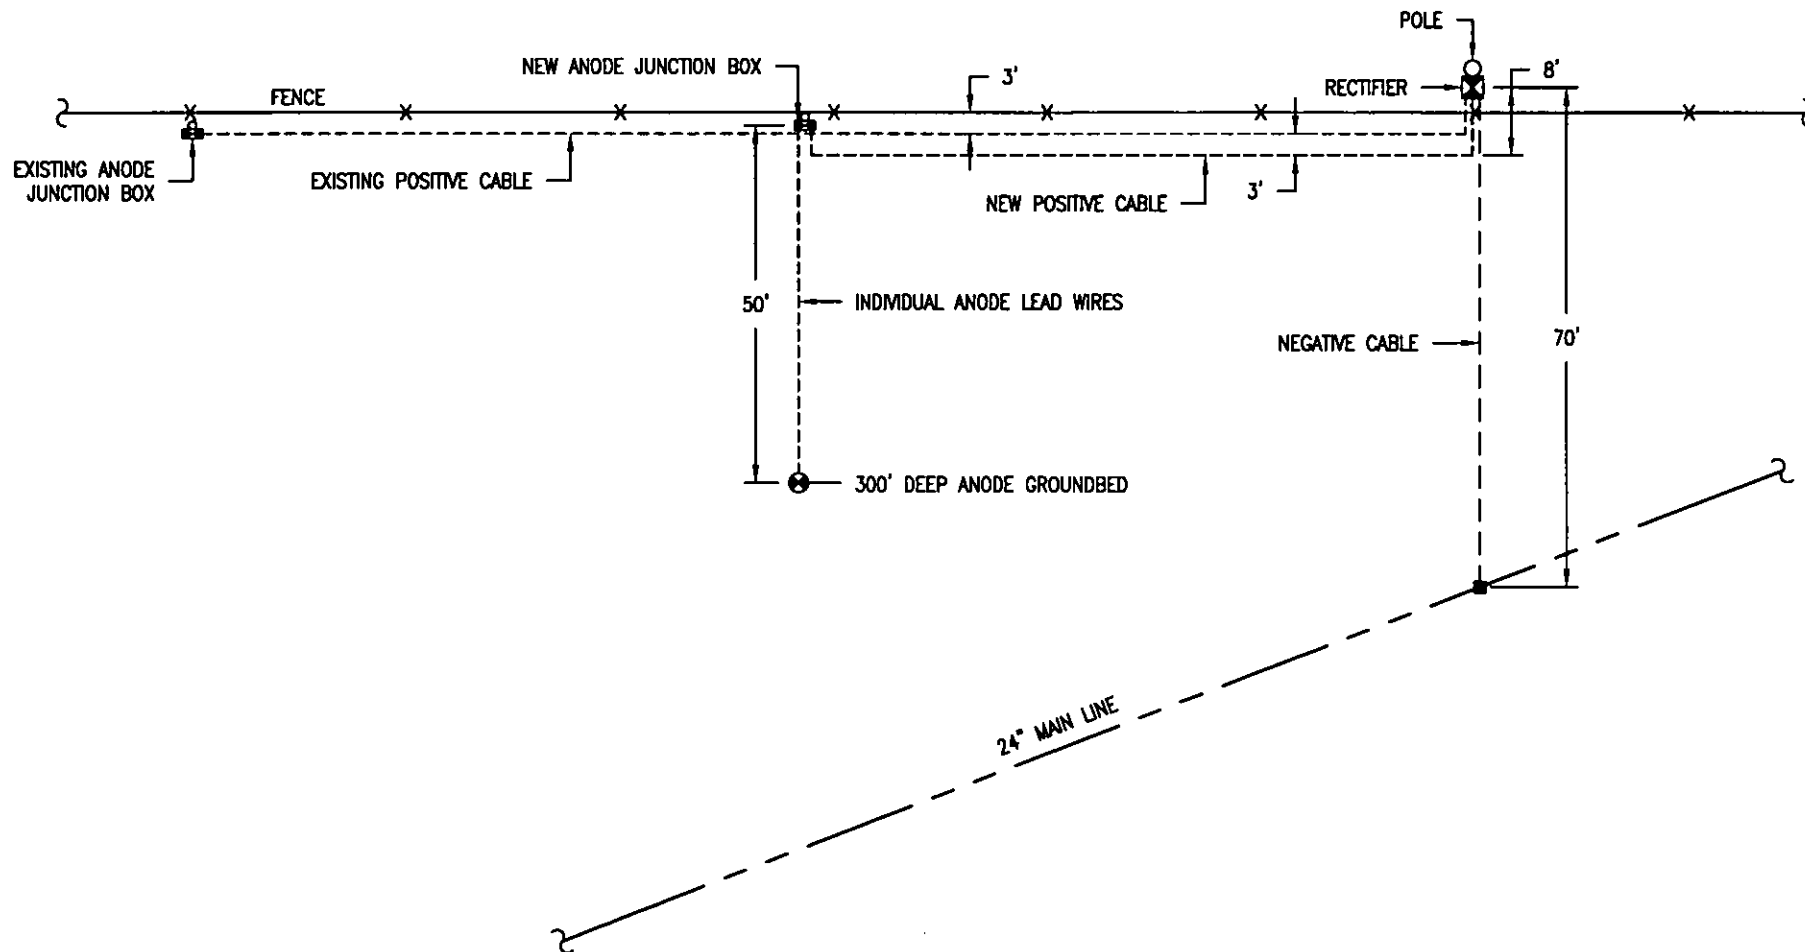 POLE
NEW ANODE JUNCTION BOX
3'
8'
RECTIFIER
FENCE
EXISTING ANODE
JUNCTION BOX
EXISTING POSITIVE CABLE
NEW POSITIVE CABLE
3'
50'
INDIVIDUAL ANODE LEAD WIRES
NEGATIVE CABLE
70'
300' DEEP ANODE GROUNDBED
24" MAIN LINE